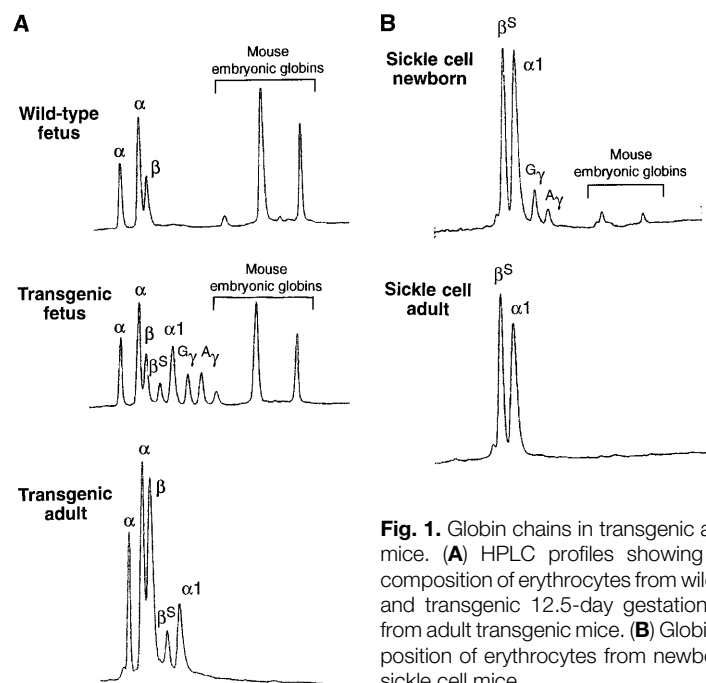 A
Wild-type
fetus
α
α
β
Mouse
embryonic globins
Transgenic
fetus
α
α
β
βS
α1
Gγ
Aγ
Mouse
embryonic globins
Transgenic
adult
α
α
β
βS
α1
B
Sickle cell
newborn
βS
α1
Gγ
Aγ
Mouse
embryonic globins
Sickle cell
adult
βS
α1
Fig. 1. Globin chains in transgenic a
mice. (A) HPLC profiles showing
composition of erythrocytes from wil
and transgenic 12.5-day gestation
from adult transgenic mice. (B) Globi
position of erythrocytes from newbo
sickle cell mice.